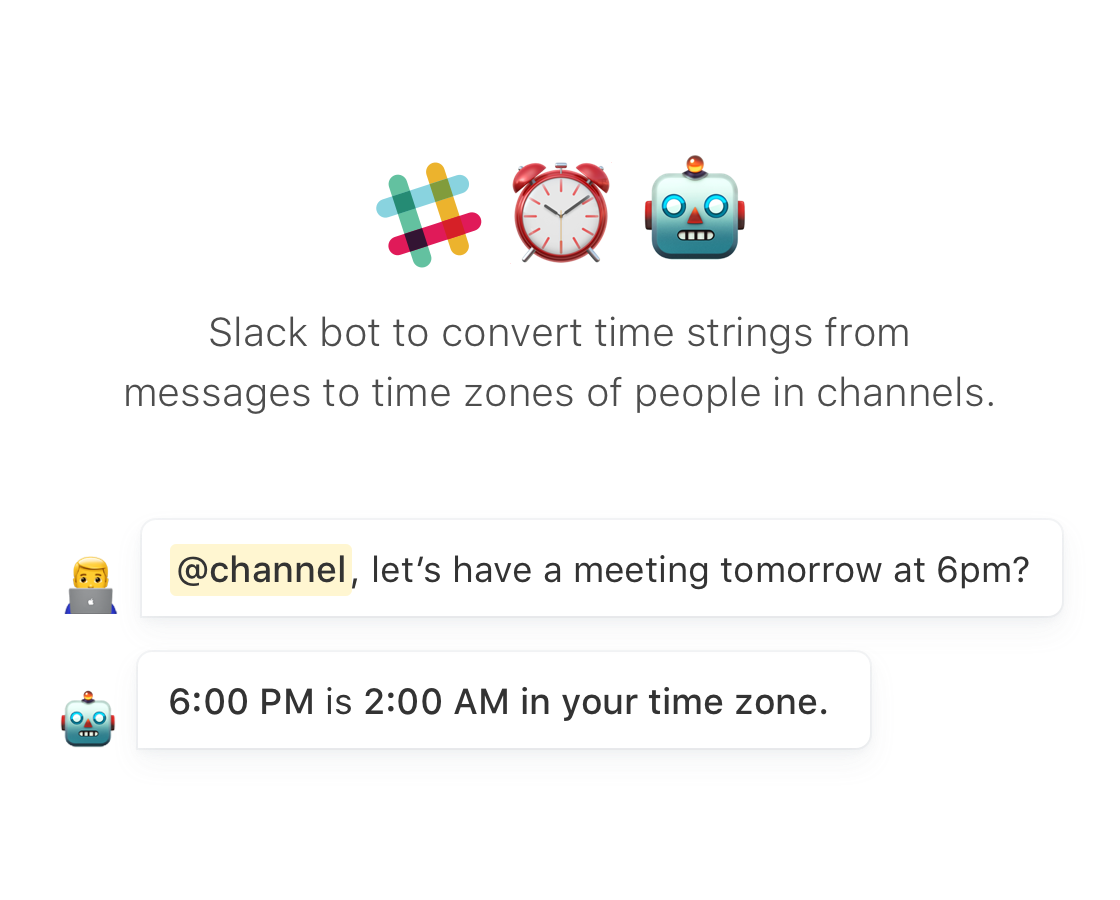 Slack bot to convert time strings from
messages to time zones of people in channels.
@channel, let’s have a meeting tomorrow at 6pm?
6:00 PM is 2:00 AM in your time zone.